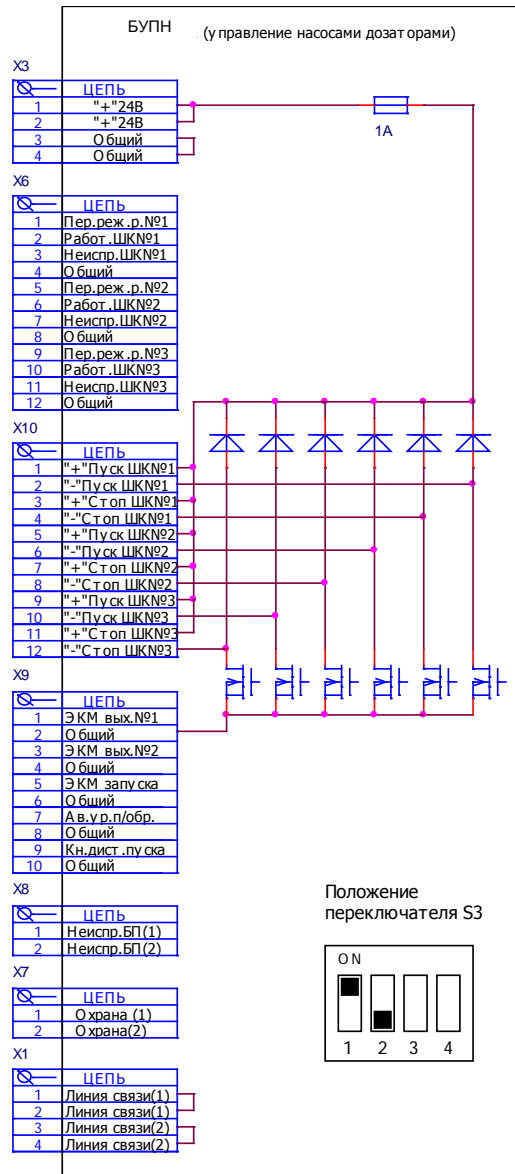 БУПН (управление насосами дозаторами)
X3
ЦЕПЬ
1 "+"24В
2 "+"24В
3 Общий
4 Общий
1А
X6
ЦЕПЬ
1 Пер.реж.р.№1
2 Работ.ШК№1
3 Неиспр.ШК№1
4 Общий
5 Пер.реж.р.№2
6 Работ.ШК№2
7 Неиспр.ШК№2
8 Общий
9 Пер.реж.р.№3
10 Работ.ШК№3
11 Неиспр.ШК№3
12 Общий
X10
ЦЕПЬ
1 "+"Пуск ШК№1
2 "-"Пуск ШК№1
3 "+"Стоп ШК№1
4 "-"Стоп ШК№1
5 "+"Пуск ШК№2
6 "-"Пуск ШК№2
7 "+"Стоп ШК№2
8 "-"Стоп ШК№2
9 "+"Пуск ШК№3
10 "-"Пуск ШК№3
11 "+"Стоп ШК№3
12 "-"Стоп ШК№3
X9
ЦЕПЬ
1 ЭКМ вых.№1
2 Общий
3 ЭКМ вых.№2
4 Общий
5 ЭКМ запуска
6 Общий
7 Ав.ур.п/обр.
8 Общий
9 Кн.дист.пуска
10 Общий
X8
ЦЕПЬ
1 Неиспр.БП(1)
2 Неиспр.БП(2)
X7
ЦЕПЬ
1 Охрана (1)
2 Охрана(2)
X1
ЦЕПЬ
1 Линия связи(1)
2 Линия связи(1)
3 Линия связи(2)
4 Линия связи(2)
Положение
переключателя S3
ON
1 2 3 4